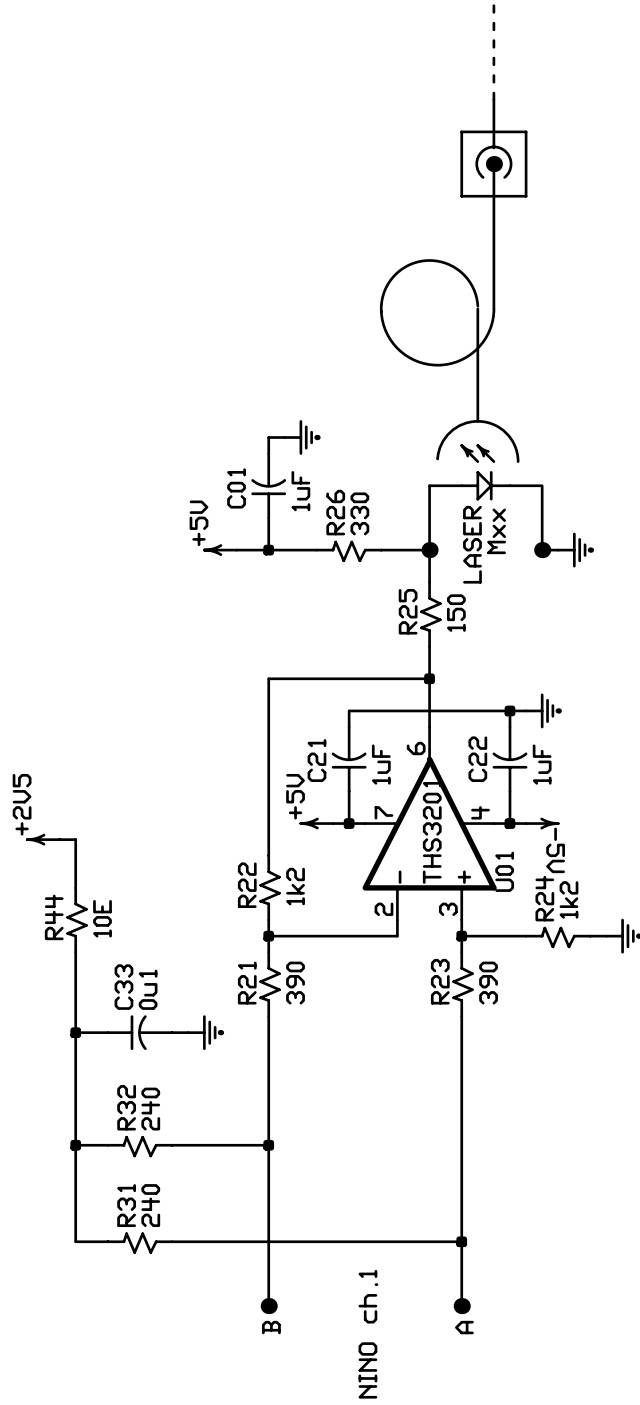 +2V5
R44
10E
C33
0u1
R32
240
R31
240
B
NINO ch.1
A
R21
390
R22
1k2
R23
390
R24
1k2
2
3
-
+
THS3201
U01
7
4
6
+5V
C21
1uF
C22
1uF
-5V
R25
150
+5V
C01
1uF
R26
330
LASER
Mxx